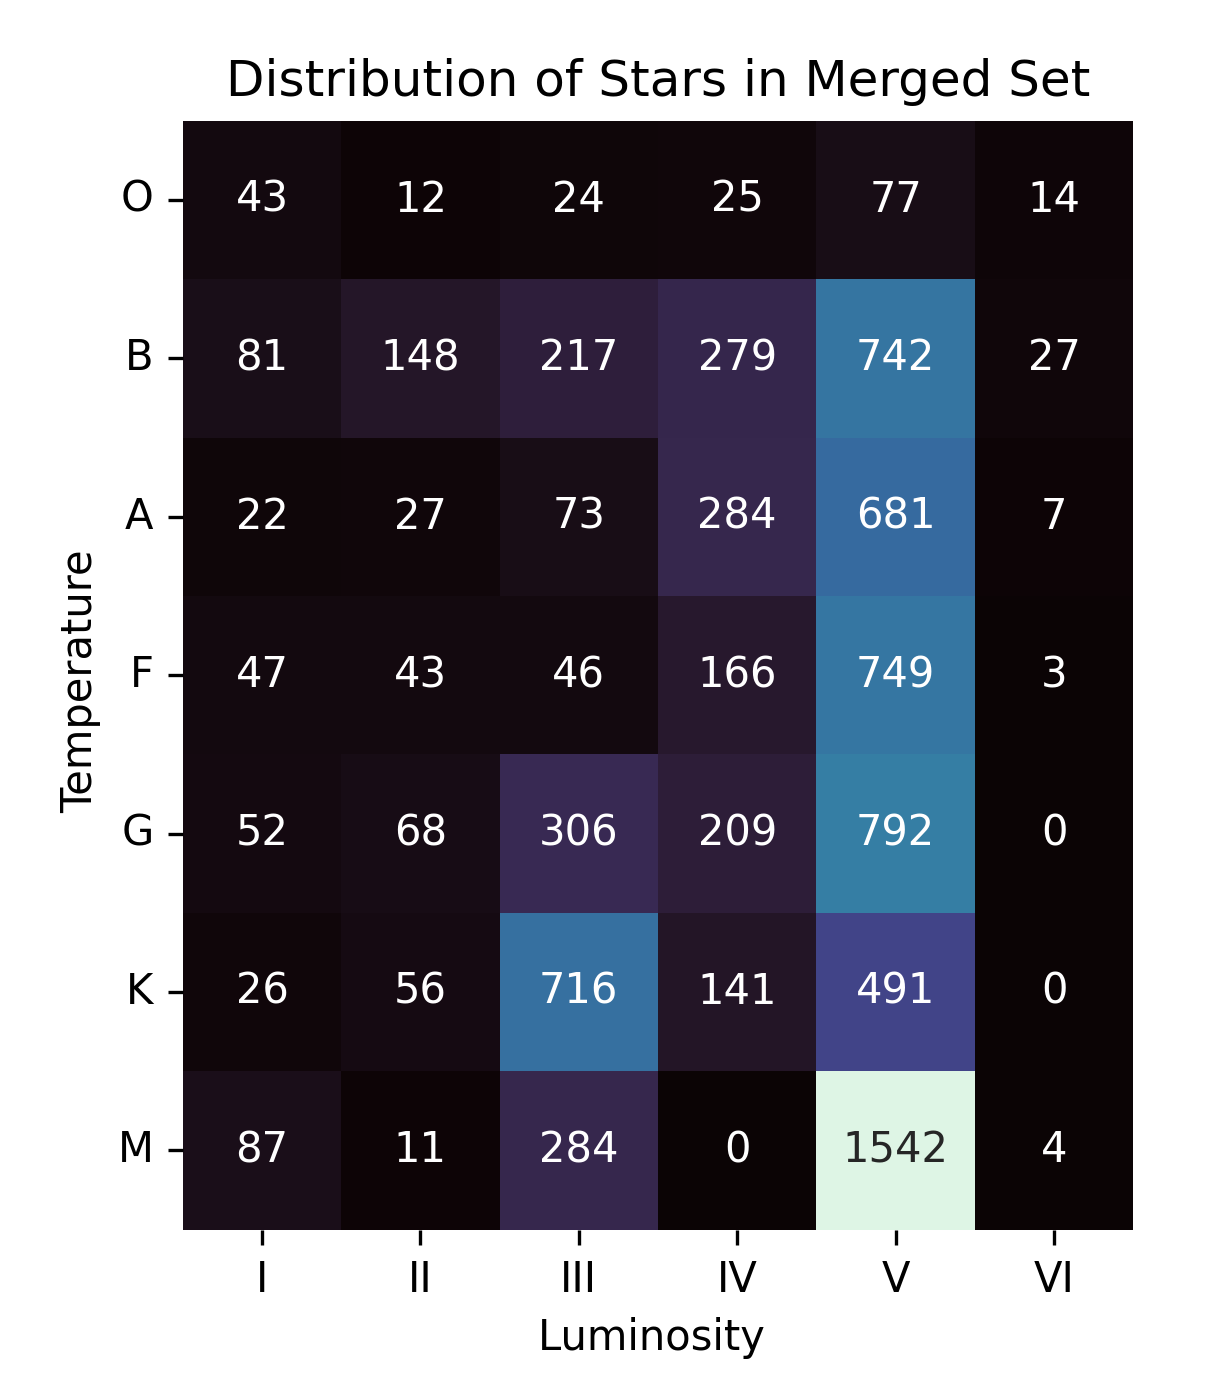 Distribution of Stars in Merged Set
O 43 12 24 25 77 14
B 81 148 217 279 742 27
A 22 27 73 284 681 7
F 47 43 46 166 749 3
G 52 68 306 209 792 0
K 26 56 716 141 491 0
M 87 11 284 0 1542 4
I II III IV V VI
Luminosity
Temperature